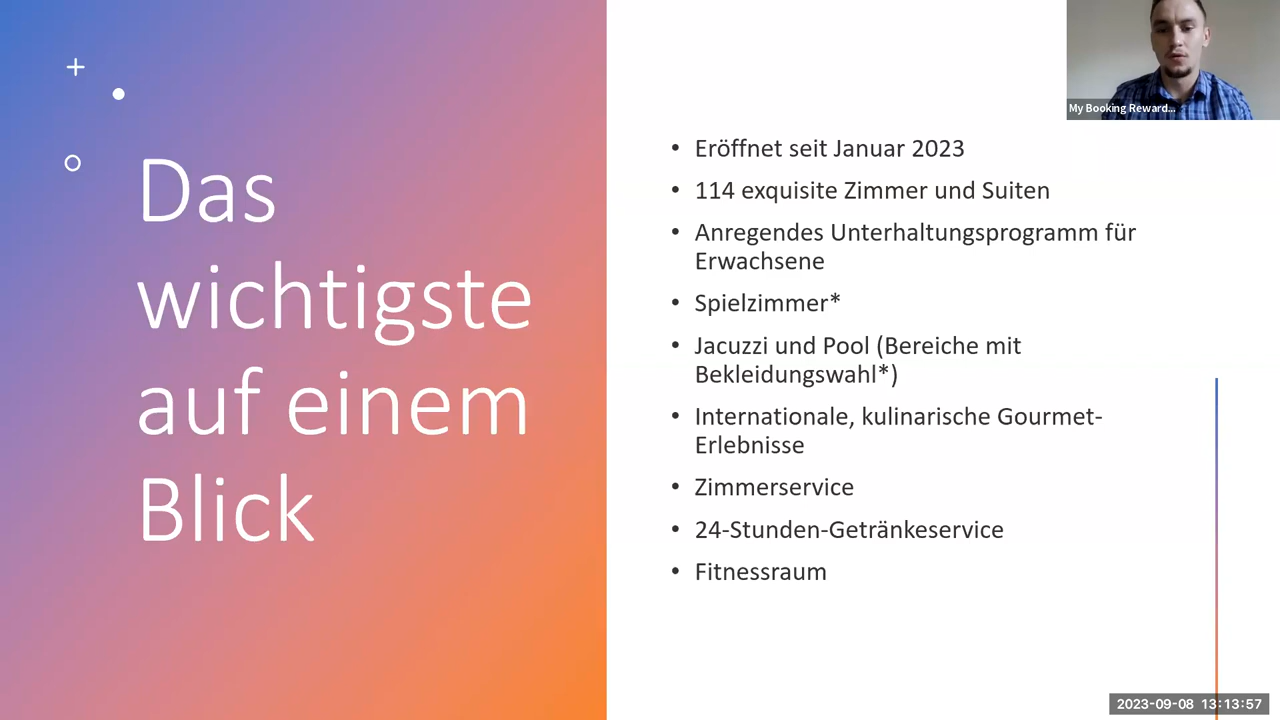 Das
wichtigste
auf einem
Blick
My Booking Reward...
• Eröffnet seit Januar 2023
• 114 exquisite Zimmer und Suiten
• Anregendes Unterhaltungsprogramm für
Erwachsene
• Spielzimmer*
• Jacuzzi und Pool (Bereiche mit
Bekleidungswahl*)
• Internationale, kulinarische Gourmet-
Erlebnisse
• Zimmerservice
• 24-Stunden-Getränkeservice
• Fitnessraum
2023-09-08 13:13:57